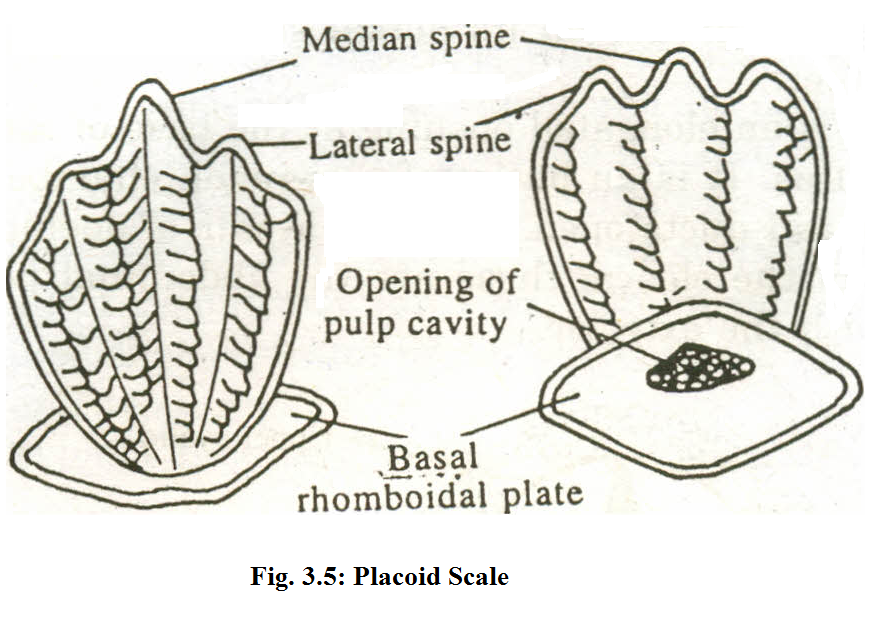 Median spine
Lateral spine
Opening of
pulp cavity
Basal
rhomboidal plate
Fig. 3.5: Placoid Scale